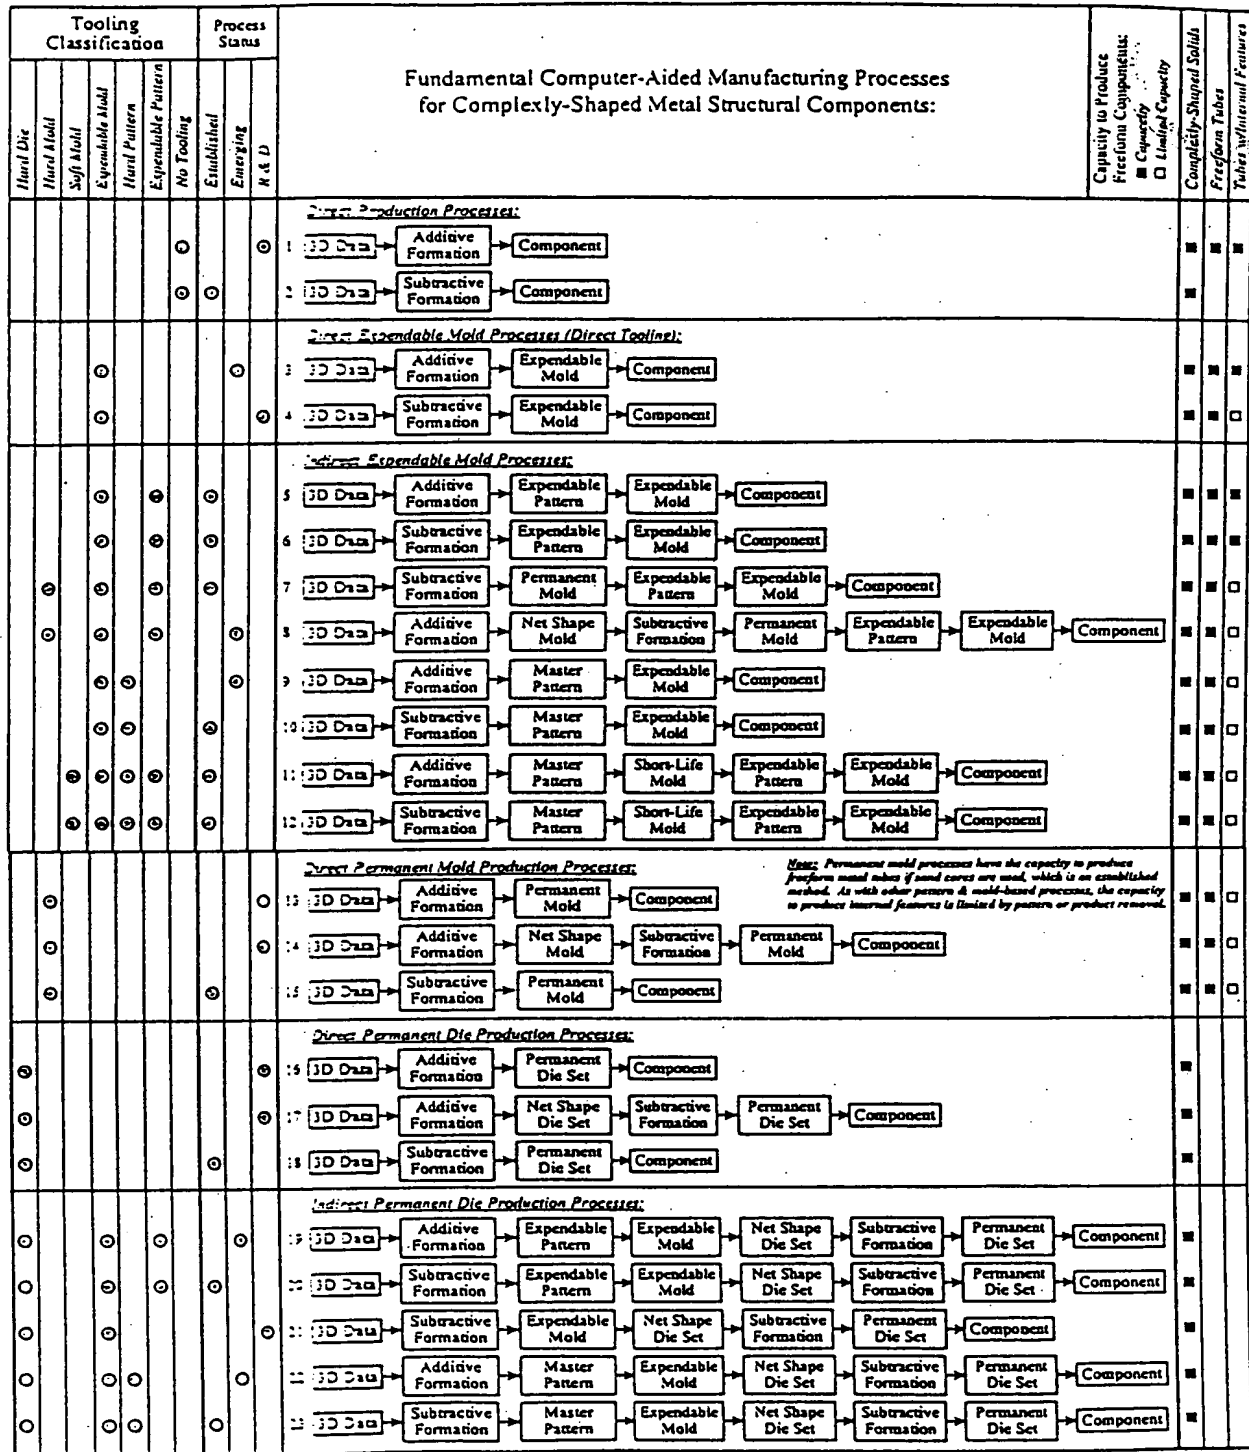 Tooling
Classification
Process
Status
Hard Die
Hard Mold
Soft Mold
Expendable Mold
Hard Pattern
Expendable Pattern
No Tooling
Established
Emerging
R & D
Fundamental Computer-Aided Manufacturing Processes
for Complexly-Shaped Metal Structural Components:
Capacity to Produce
Freeform Components:
■ Capacity
□ Limited Capacity
Complexly-Shaped Solids
Freeform Tubes
Tubes w/Internal Features
Direct Production Processes:
1 3D Data Additive Formation Component
2 3D Data Subtractive Formation Component
Direct Expendable Mold Processes (Direct Tooling):
3 3D Data Additive Formation Expendable Mold Component
4 3D Data Subtractive Formation Expendable Mold Component
Indirect Expendable Mold Processes:
5 3D Data Additive Formation Expendable Pattern Expendable Mold Component
6 3D Data Subtractive Formation Expendable Pattern Expendable Mold Component
7 3D Data Subtractive Formation Permanent Mold Expendable Pattern Expendable Mold Component
8 3D Data Additive Formation Net Shape Mold Subtractive Formation Permanent Mold Expendable Pattern Expendable Mold Component
9 3D Data Additive Formation Master Pattern Expendable Mold Component
10 3D Data Subtractive Formation Master Pattern Expendable Mold Component
11 3D Data Additive Formation Master Pattern Short-Life Mold Expendable Pattern Expendable Mold Component
12 3D Data Subtractive Formation Master Pattern Short-Life Mold Expendable Pattern Expendable Mold Component
Direct Permanent Mold Production Processes:
Note: Permanent mold processes have the capacity to produce
freeform metal tubes if sand cores are used, which is an established
method. As with other pattern & mold-based processes, the capacity
to produce internal features is limited by pattern or product removal.
13 3D Data Additive Formation Permanent Mold Component
14 3D Data Additive Formation Net Shape Mold Subtractive Formation Permanent Mold Component
15 3D Data Subtractive Formation Permanent Mold Component
Direct Permanent Die Production Processes:
16 3D Data Additive Formation Permanent Die Set Component
17 3D Data Additive Formation Net Shape Die Set Subtractive Formation Permanent Die Set Component
18 3D Data Subtractive Formation Permanent Die Set Component
Indirect Permanent Die Production Processes:
19 3D Data Additive Formation Expendable Pattern Expendable Mold Net Shape Die Set Subtractive Formation Permanent Die Set Component
20 3D Data Subtractive Formation Expendable Pattern Expendable Mold Net Shape Die Set Subtractive Formation Permanent Die Set Component
21 3D Data Subtractive Formation Expendable Mold Net Shape Die Set Subtractive Formation Permanent Die Set Component
22 3D Data Additive Formation Master Pattern Expendable Mold Net Shape Die Set Subtractive Formation Permanent Die Set Component
23 3D Data Subtractive Formation Master Pattern Expendable Mold Net Shape Die Set Subtractive Formation Permanent Die Set Component